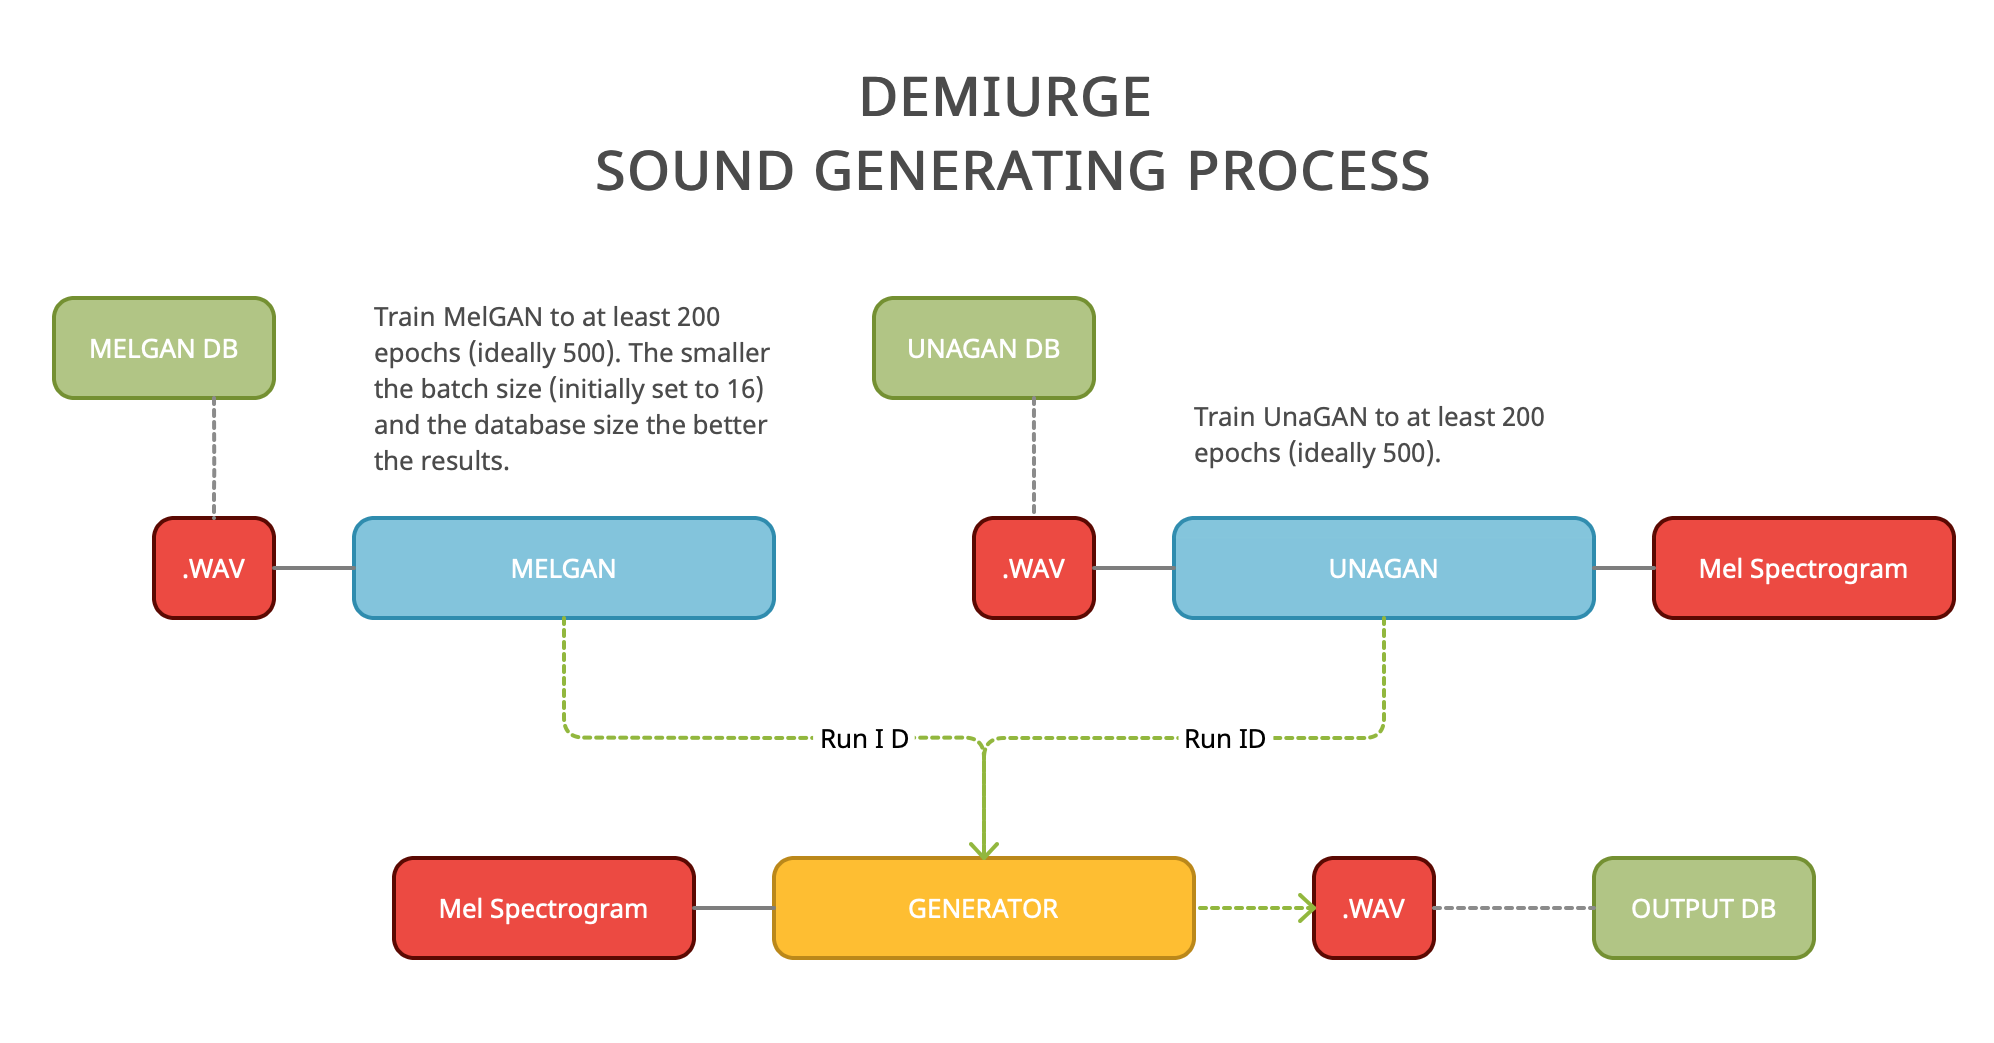 DEMIURGE
SOUND GENERATING PROCESS
MELGAN DB
Train MelGAN to at least 200
epochs (ideally 500). The smaller
the batch size (initially set to 16)
and the database size the better
the results.
UNAGAN DB
Train UnaGAN to at least 200
epochs (ideally 500).
.WAV
MELGAN
.WAV
UNAGAN
Mel Spectrogram
Run I D
Run ID
Mel Spectrogram
GENERATOR
.WAV
OUTPUT DB